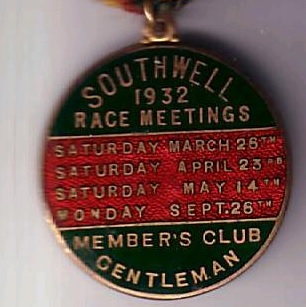 SOUTHWELL
1932
RACE MEETINGS
SATURDAY MARCH 26TH
SATURDAY APRIL 23RD
SATURDAY MAY 14TH
MONDAY SEPT. 26TH
MEMBER'S CLUB
GENTLEMAN